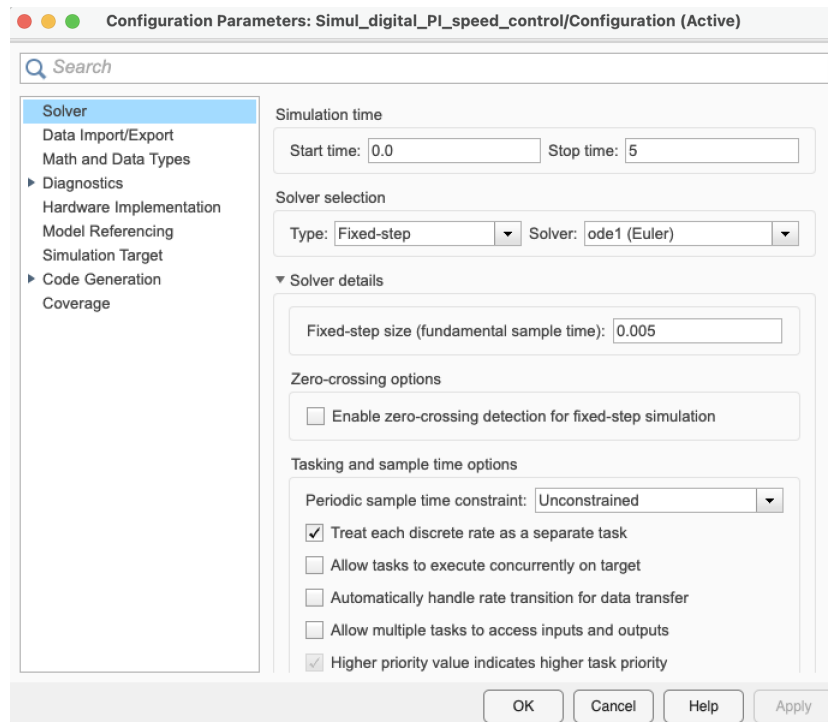 Configuration Parameters: Simul_digital_PI_speed_control/Configuration (Active)
Search
Solver
Data Import/Export
Math and Data Types
Diagnostics
Hardware Implementation
Model Referencing
Simulation Target
Code Generation
Coverage
Simulation time
Start time: 0.0 Stop time: 5
Solver selection
Type: Fixed-step Solver: ode1 (Euler)
Solver details
Fixed-step size (fundamental sample time): 0.005
Zero-crossing options
Enable zero-crossing detection for fixed-step simulation
Tasking and sample time options
Periodic sample time constraint: Unconstrained
Treat each discrete rate as a separate task
Allow tasks to execute concurrently on target
Automatically handle rate transition for data transfer
Allow multiple tasks to access inputs and outputs
Higher priority value indicates higher task priority
OK Cancel Help Apply